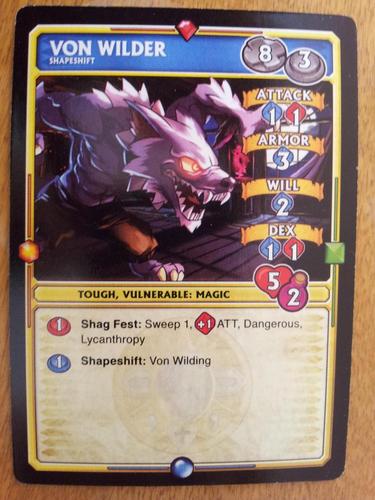 VON WILDER
SHAPESHIFT
8 3
ATTACK
1 1
ARMOR
3
WILL
2
DEX
1 1
5
2
TOUGH, VULNERABLE: MAGIC
1 Shag Fest: Sweep 1, +1 ATT, Dangerous,
Lycanthropy
1 Shapeshift: Von Wilding